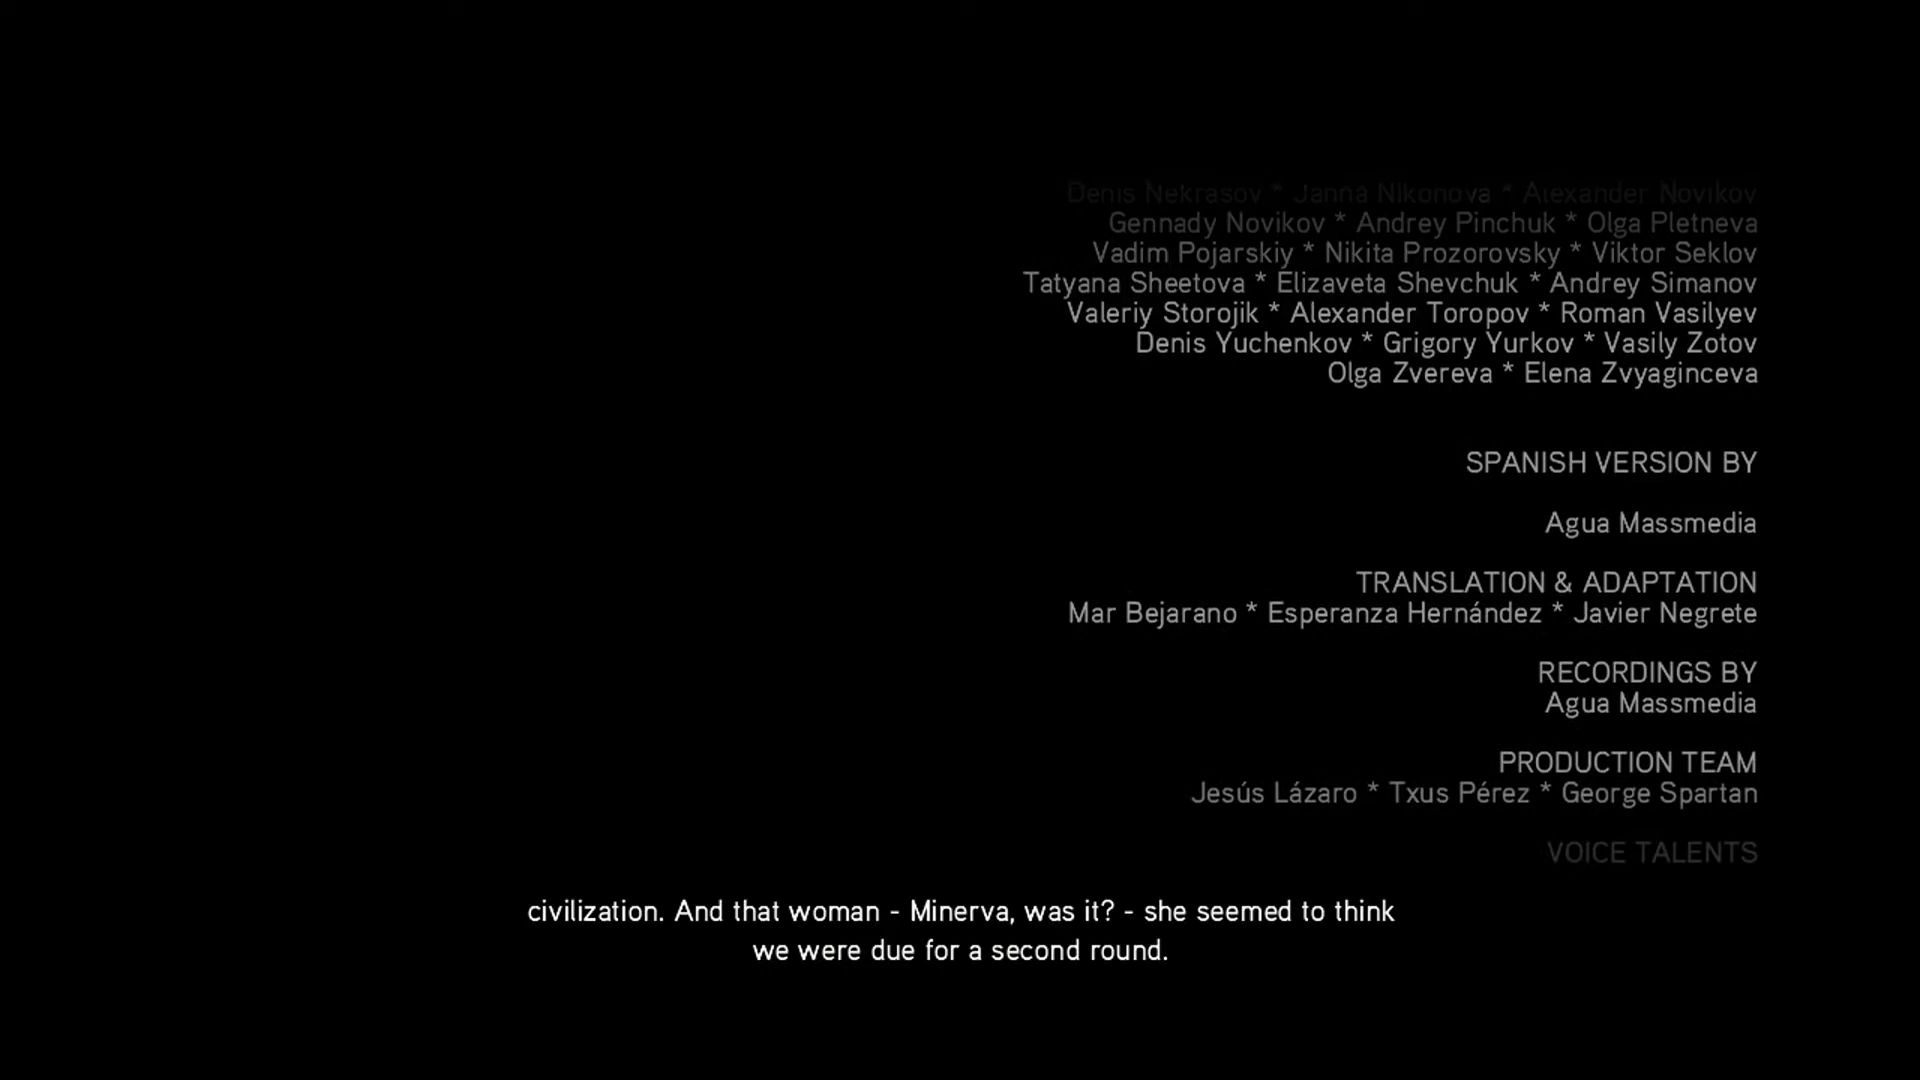 Denis Nekrasov * Janna Nikonova * Alexander Novikov
Gennady Novikov * Andrey Pinchuk * Olga Pletneva
Vadim Pojarskiy * Nikita Prozorovsky * Viktor Seklov
Tatyana Sheetova * Elizaveta Shevchuk * Andrey Simanov
Valeriy Storojik * Alexander Toropov * Roman Vasilyev
Denis Yuchenkov * Grigory Yurkov * Vasily Zotov
Olga Zvereva * Elena Zvyaginceva
SPANISH VERSION BY
Agua Massmedia
TRANSLATION & ADAPTATION
Mar Bejarano * Esperanza Hernández * Javier Negrete
RECORDINGS BY
Agua Massmedia
PRODUCTION TEAM
Jesús Lázaro * Txus Pérez * George Spartan
VOICE TALENTS
civilization. And that woman - Minerva, was it? - she seemed to think
we were due for a second round.